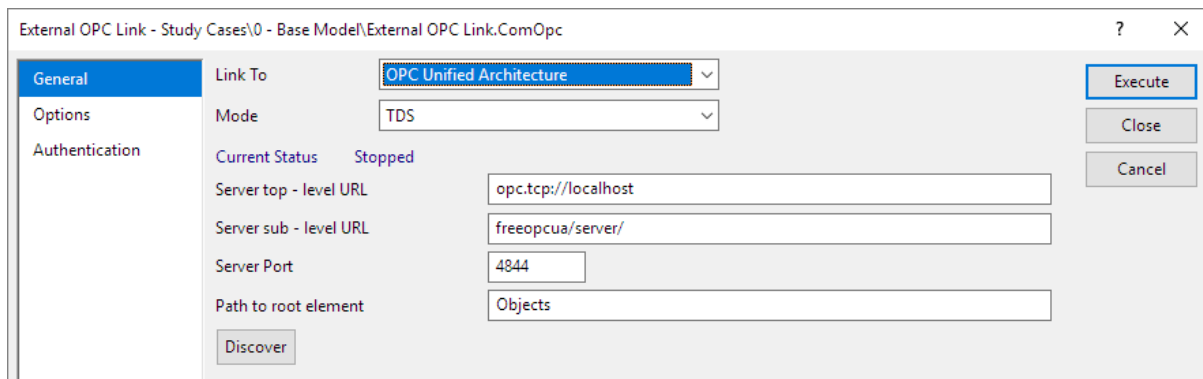 External OPC Link - Study Cases\0 - Base Model\External OPC Link.ComOpc ?
General
Options
Authentication
Link To OPC Unified Architecture
Mode TDS
Current Status Stopped
Server top - level URL opc.tcp://localhost
Server sub - level URL freeopcua/server/
Server Port 4844
Path to root element Objects
Discover
Execute
Close
Cancel